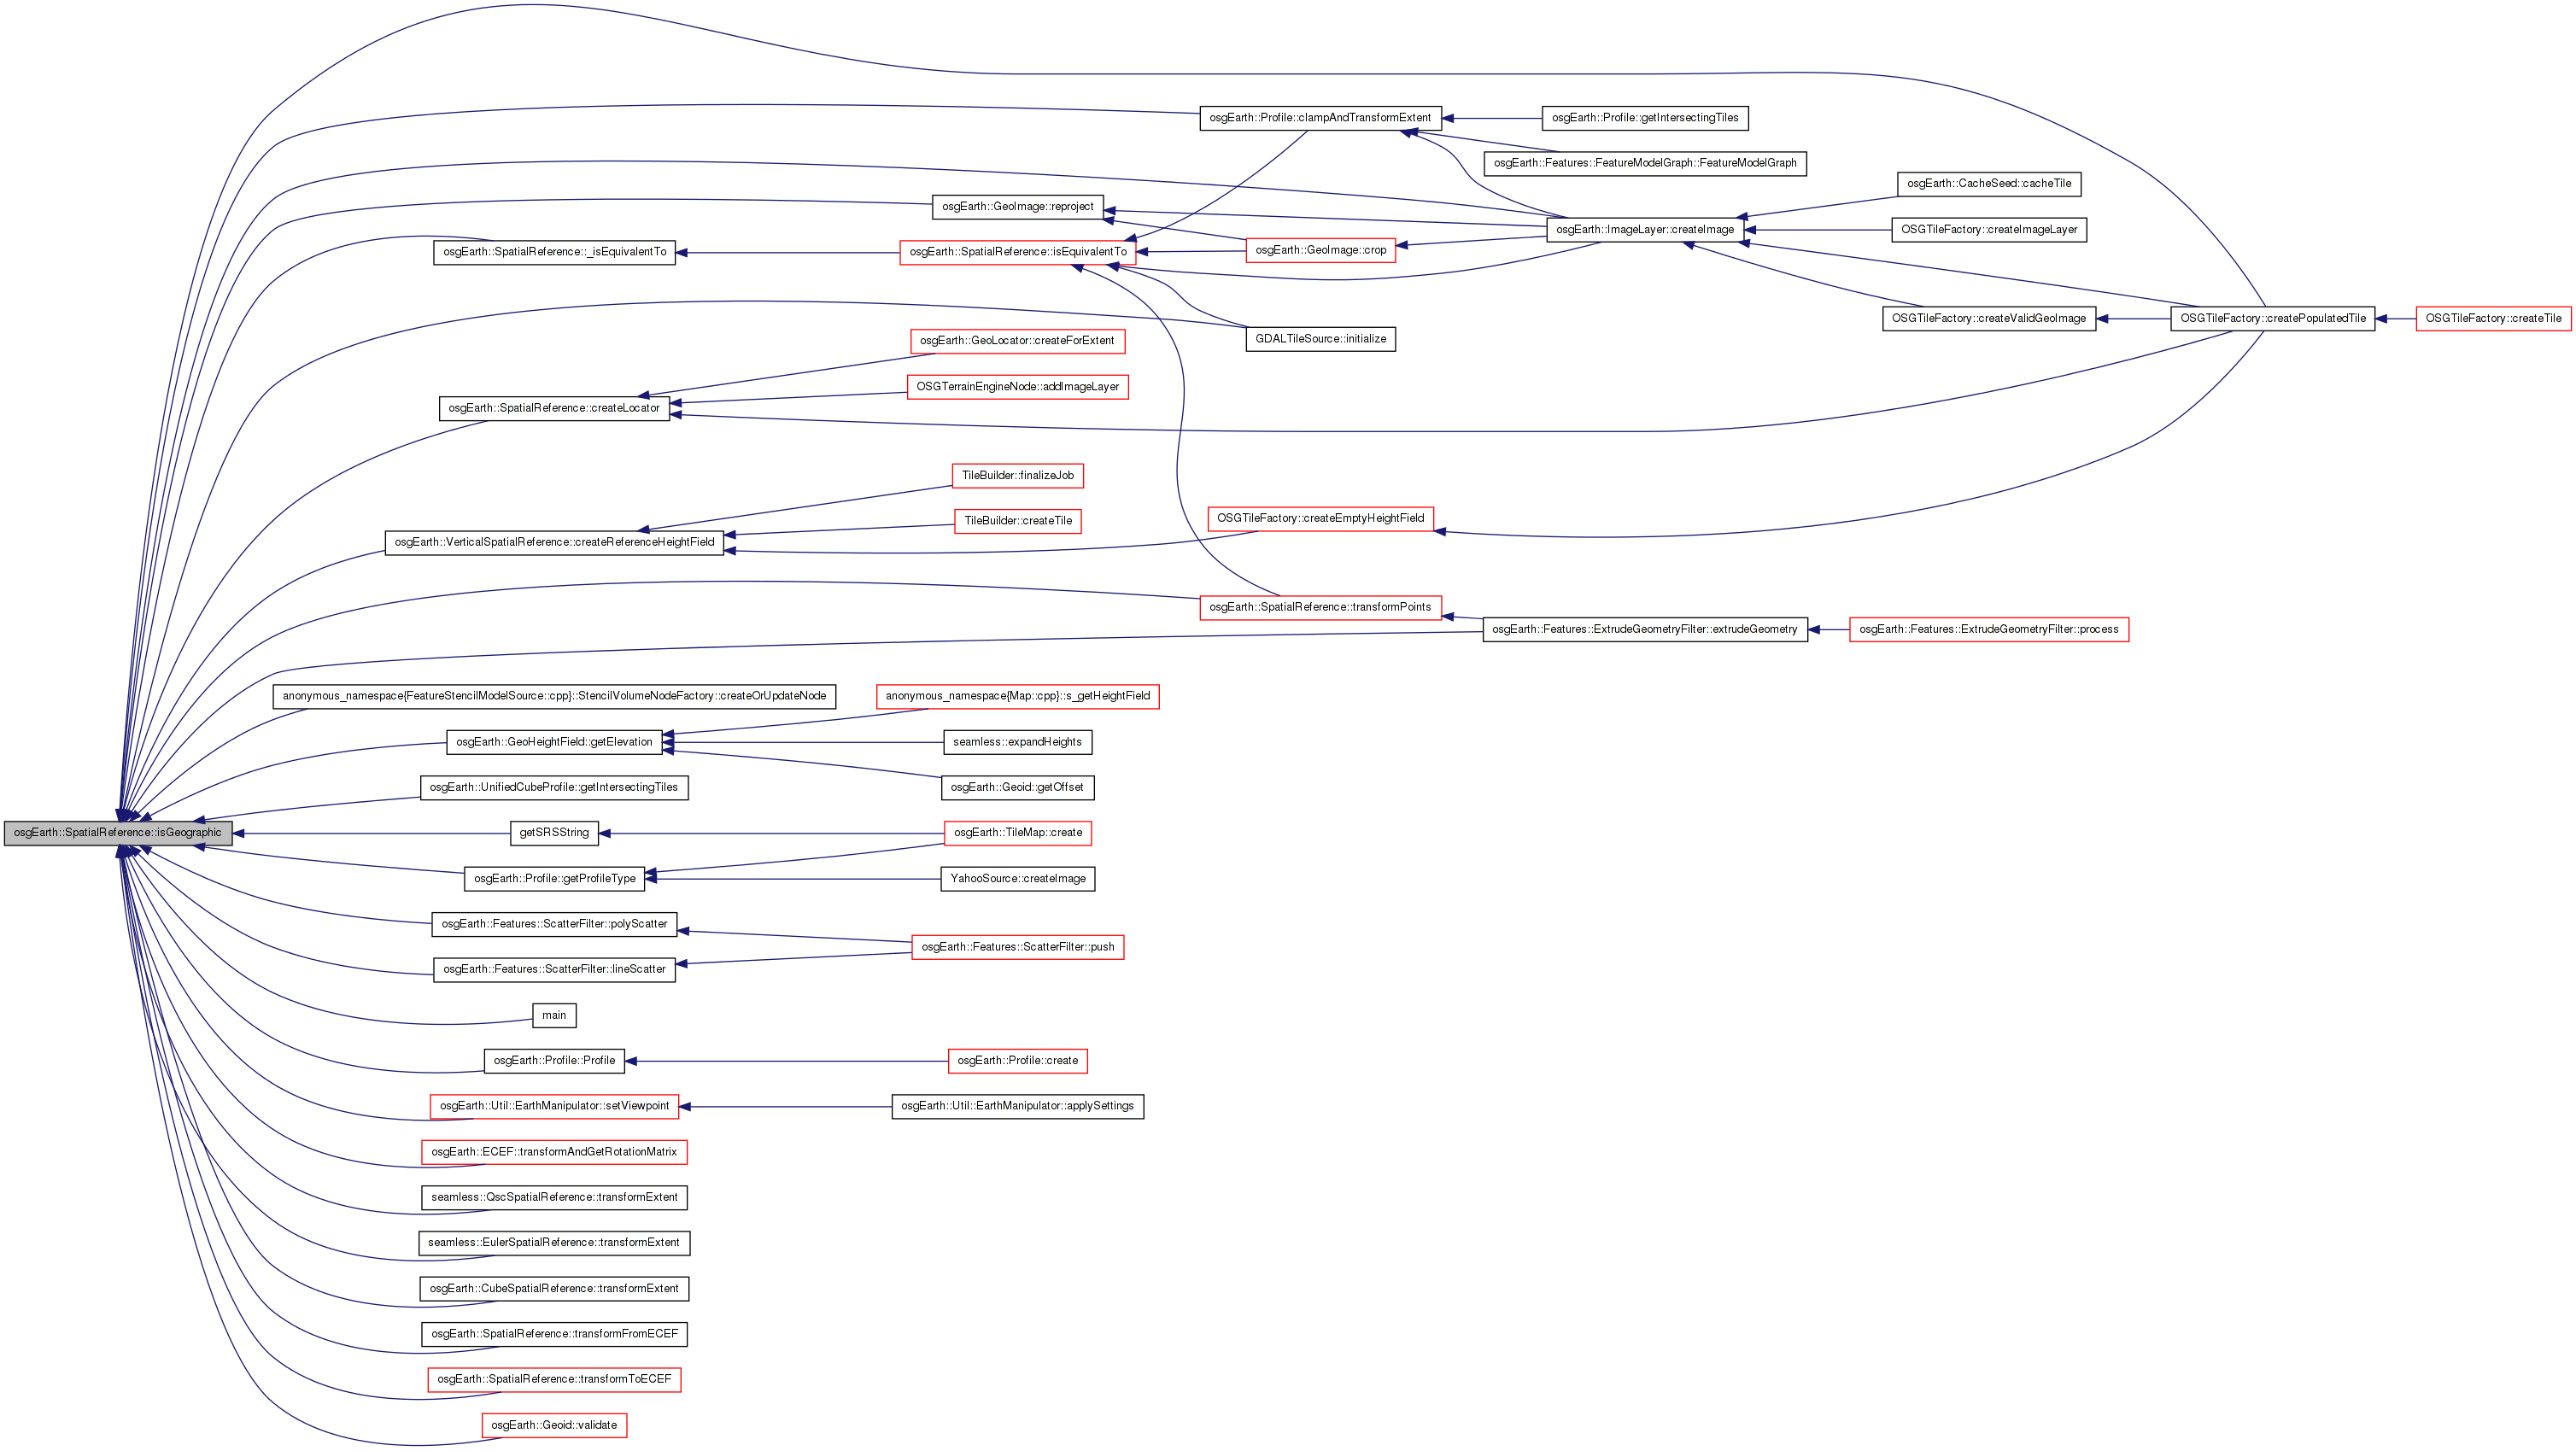 osgEarth::Profile::clampAndTransformExtent
osgEarth::Profile::getIntersectingTiles
osgEarth::Features::FeatureModelGraph::FeatureModelGraph
osgEarth::CacheSeed::cacheTile
osgEarth::GeoImage::reproject
osgEarth::ImageLayer::createImage
OSGTileFactory::createImageLayer
osgEarth::SpatialReference::_isEquivalentTo
osgEarth::SpatialReference::isEquivalentTo
osgEarth::GeoImage::crop
OSGTileFactory::createValidGeoImage
OSGTileFactory::createPopulatedTile
OSGTileFactory::createTile
osgEarth::GeoLocator::createForExtent
GDALTileSource::initialize
OSGTerrainEngineNode::addImageLayer
osgEarth::SpatialReference::createLocator
TileBuilder::finalizeJob
TileBuilder::createTile
OSGTileFactory::createEmptyHeightField
osgEarth::VerticalSpatialReference::createReferenceHeightField
osgEarth::SpatialReference::transformPoints
osgEarth::Features::ExtrudeGeometryFilter::extrudeGeometry
osgEarth::Features::ExtrudeGeometryFilter::process
anonymous_namespace{FeatureStencilModelSource::cpp}::StencilVolumeNodeFactory::createOrUpdateNode
anonymous_namespace{Map::cpp}::s_getHeightField
osgEarth::GeoHeightField::getElevation
seamless::expandHeights
osgEarth::UnifiedCubeProfile::getIntersectingTiles
osgEarth::Geoid::getOffset
osgEarth::SpatialReference::isGeographic
getSRSString
osgEarth::TileMap::create
osgEarth::Profile::getProfileType
YahooSource::createImage
osgEarth::Features::ScatterFilter::polyScatter
osgEarth::Features::ScatterFilter::push
osgEarth::Features::ScatterFilter::lineScatter
main
osgEarth::Profile::Profile
osgEarth::Profile::create
osgEarth::Util::EarthManipulator::setViewpoint
osgEarth::Util::EarthManipulator::applySettings
osgEarth::ECEF::transformAndGetRotationMatrix
seamless::QscSpatialReference::transformExtent
seamless::EulerSpatialReference::transformExtent
osgEarth::CubeSpatialReference::transformExtent
osgEarth::SpatialReference::transformFromECEF
osgEarth::SpatialReference::transformToECEF
osgEarth::Geoid::validate